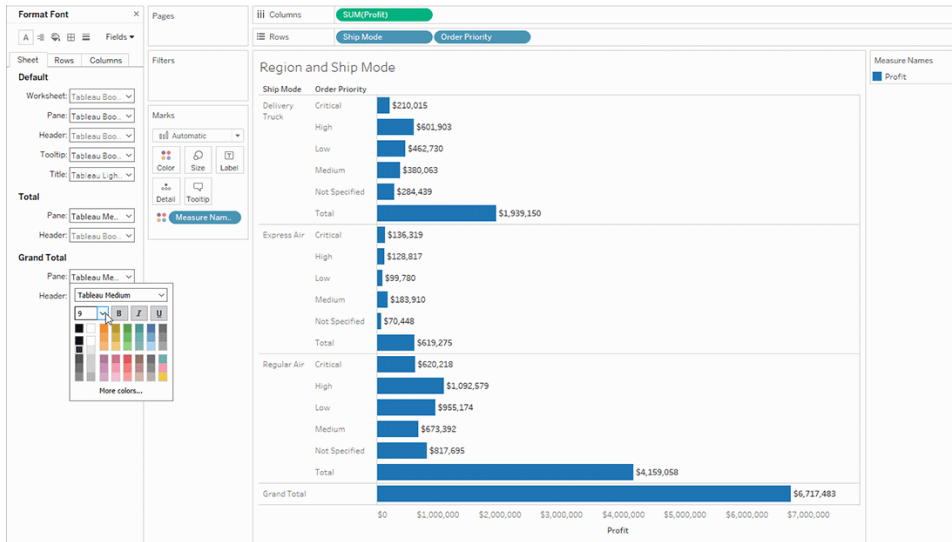 Format Font ×
A Fields
Sheet Rows Columns
Default
Worksheet: Tableau Boo..
Pane: Tableau Boo..
Header: Tableau Boo..
Tooltip: Tableau Boo..
Title: Tableau Ligh..
Total
Pane: Tableau Me..
Header: Tableau Boo..
Grand Total
Pane: Tableau Me..
Header:
Tableau Medium
9 B I U
More colors...
Pages
Filters
Marks
Automatic
Color Size Label
Detail Tooltip
Measure Nam..
Columns SUM(Profit)
Rows Ship Mode Order Priority
Region and Ship Mode
Ship Mode Order Priority
Delivery Truck
Critical $210,015
High $601,903
Low $462,730
Medium $380,063
Not Specified $284,439
Total $1,939,150
Express Air Critical $136,319
High $128,817
Low $99,780
Medium $183,910
Not Specified $70,448
Total $619,275
Regular Air Critical $620,218
High $1,092,579
Low $955,174
Medium $673,392
Not Specified $817,695
Total $4,159,058
Grand Total $6,717,483
$0 $1,000,000 $2,000,000 $3,000,000 $4,000,000 $5,000,000 $6,000,000 $7,000,000
Profit
Measure Names
Profit